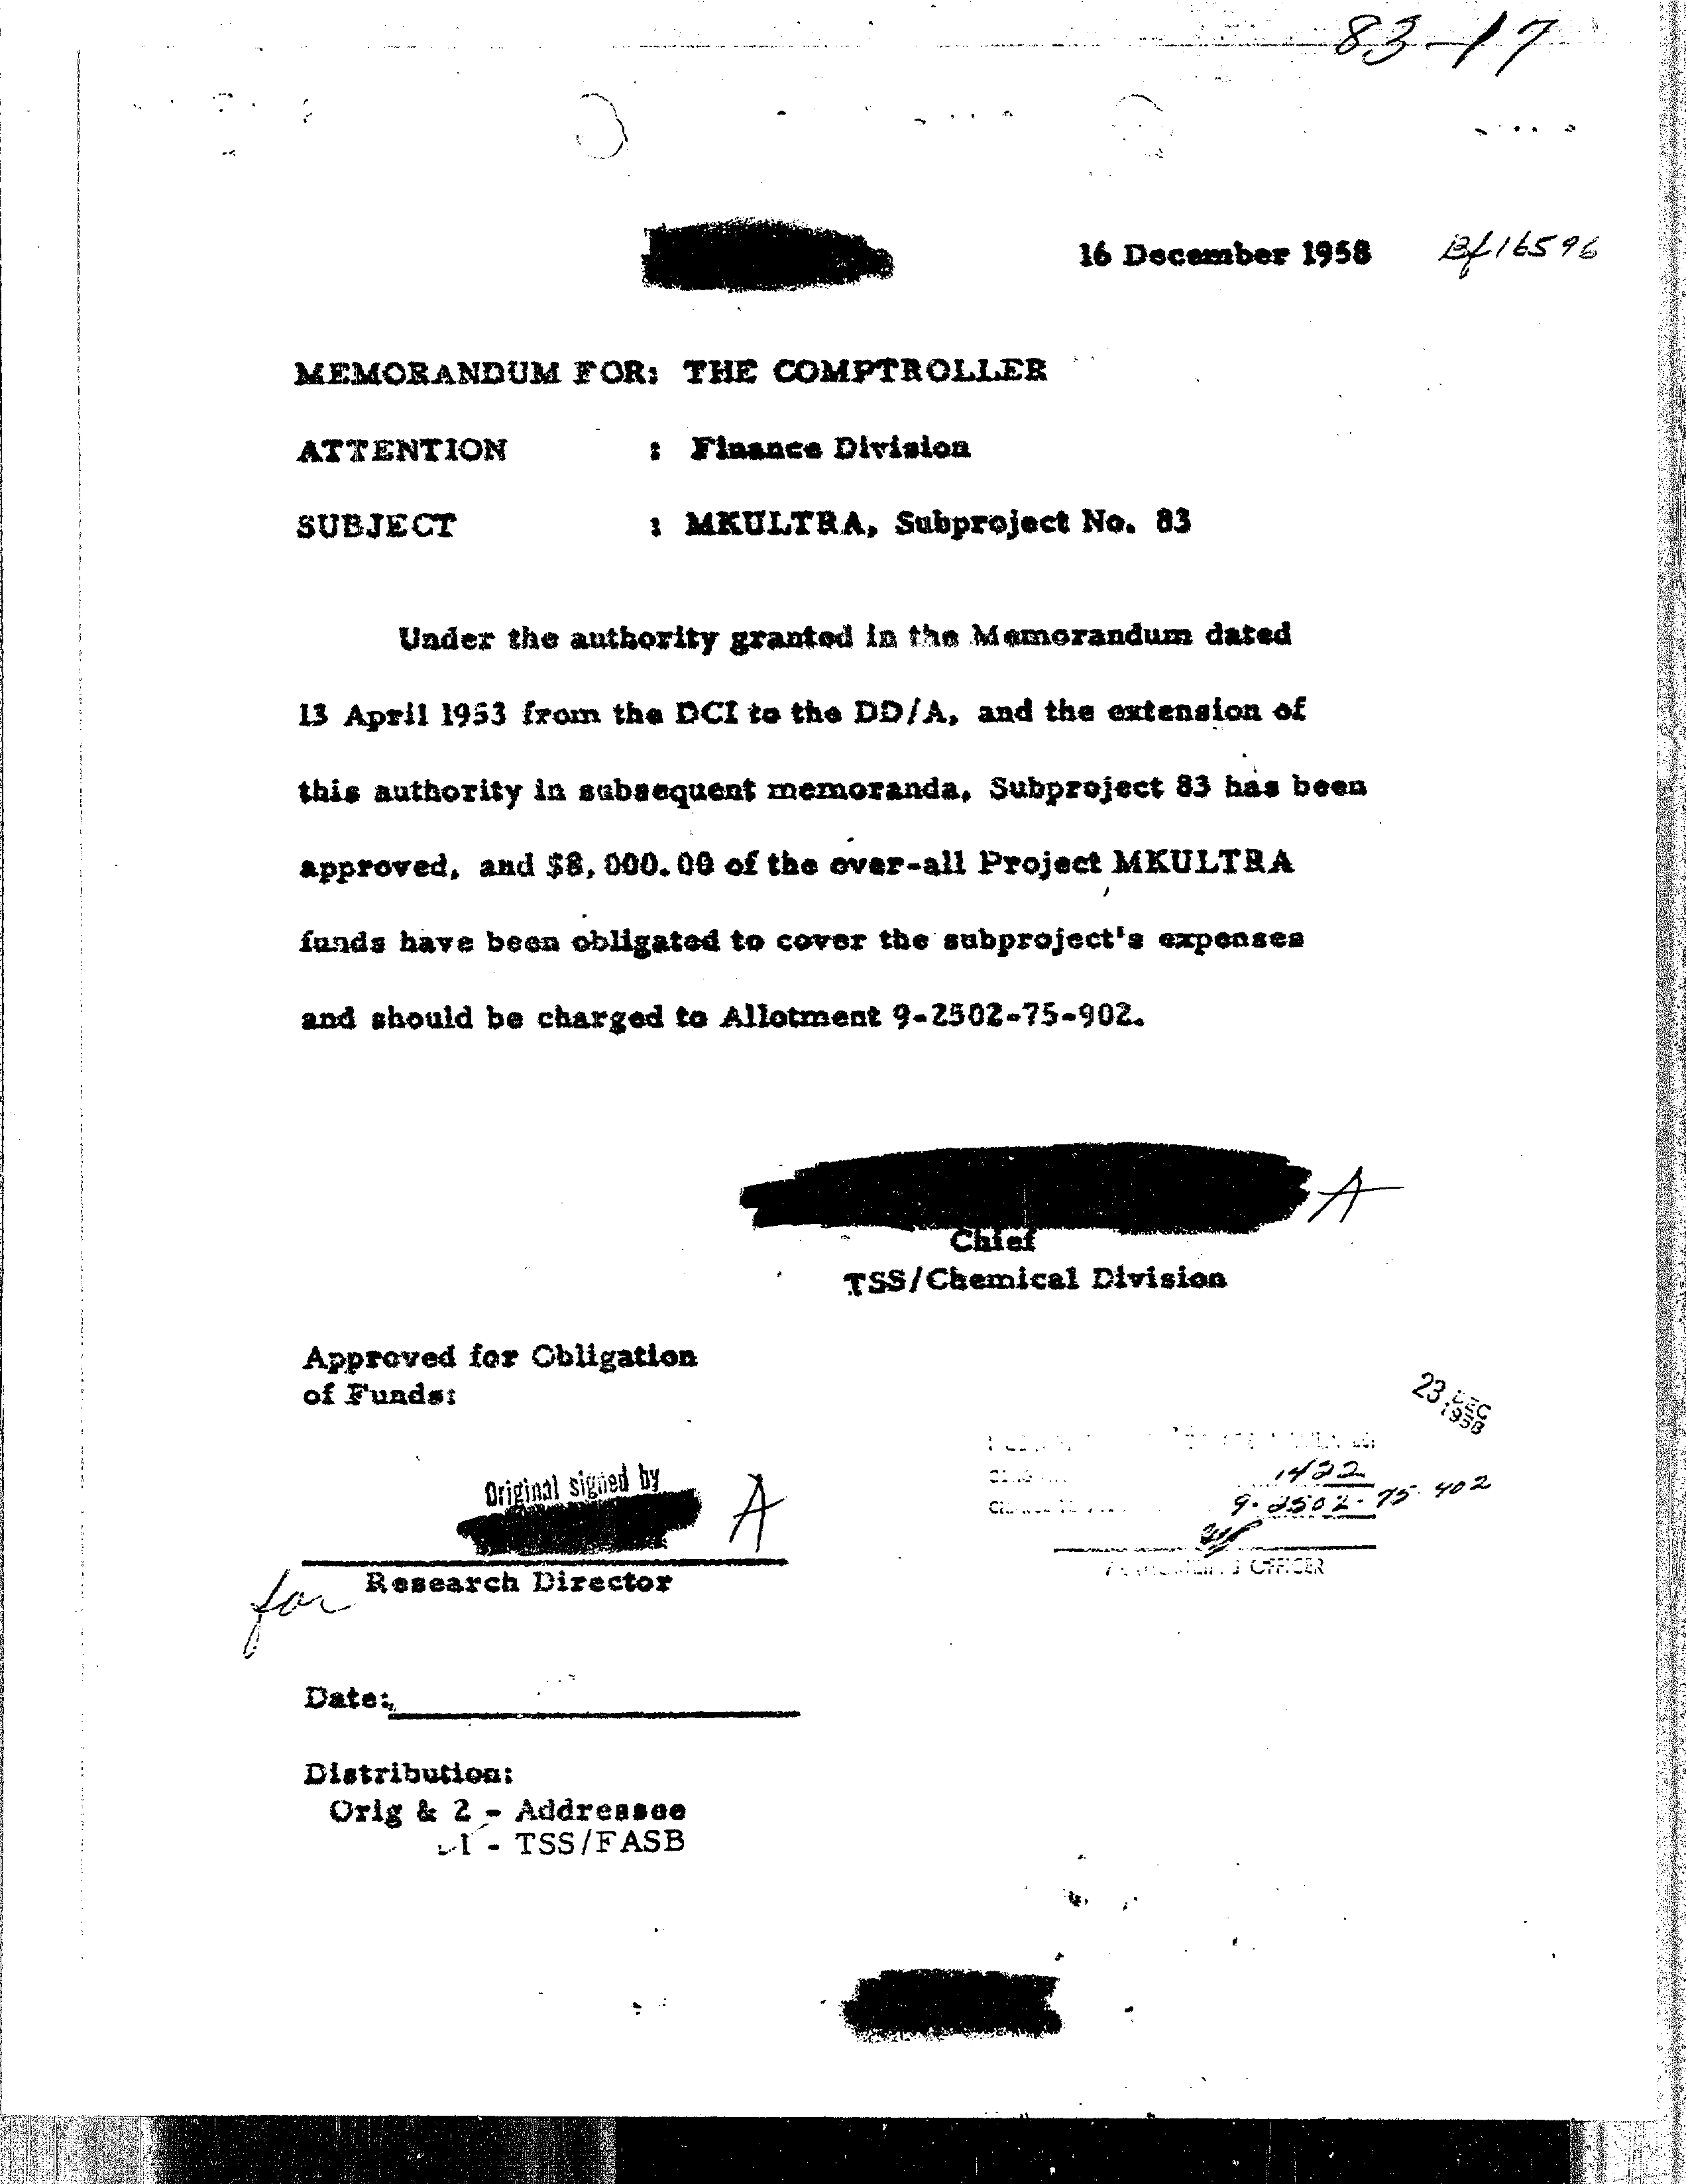 83-17
16 December 1958 Bf16596
MEMORANDUM FOR: THE COMPTROLLER
ATTENTION : Finance Division
SUBJECT : MKULTRA, Subproject No. 83
Under the authority granted in the Memorandum dated
13 April 1953 from the DCI to the DD/A, and the extension of
this authority in subsequent memoranda, Subproject 83 has been
approved, and $8,000.00 of the over-all Project MKULTRA
funds have been obligated to cover the subproject's expenses
and should be charged to Allotment 9-2502-75-902.
A
Chief
TSS/Chemical Division
Approved for Obligation
of Funds:
23 DEC 1958
Original signed by
A
1422
9-2502-75-902
Research Director
OFFICER
for
Date:
Distribution:
Orig & 2 - Addressee
1 - TSS/FASB